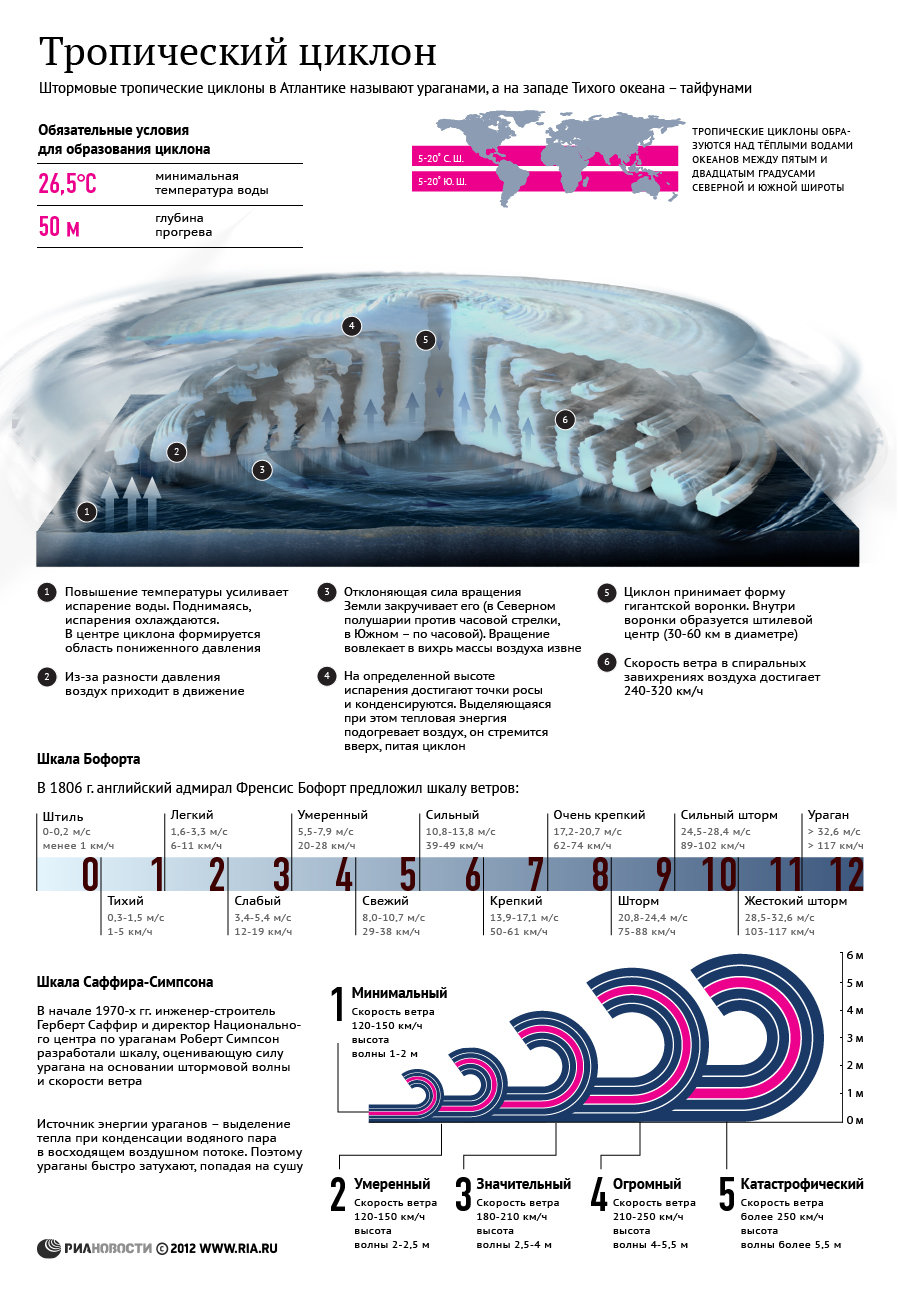 Тропический циклон
Штормовые тропические циклоны в Атлантике называют ураганами, а на западе Тихого океана – тайфунами
Обязательные условия
для образования циклона
26,5°C
минимальная
температура воды
50 м
глубина
прогрева
5-20° С. Ш.
5-20° Ю. Ш.
ТРОПИЧЕСКИЕ ЦИКЛОНЫ ОБРА-
ЗУЮТСЯ НАД ТЁПЛЫМИ ВОДАМИ
ОКЕАНОВ МЕЖДУ ПЯТЫМ И
ДВАДЦАТЫМ ГРАДУСАМИ
СЕВЕРНОЙ И ЮЖНОЙ ШИРОТЫ
4
5
6
2
3
1
1 Повышение температуры усиливает
испарение воды. Поднимаясь,
испарения охлаждаются.
В центре циклона формируется
область пониженного давления
2 Из-за разности давления
воздух приходит в движение
3 Отклоняющая сила вращения
Земли закручивает его (в Северном
полушарии против часовой стрелки,
в Южном – по часовой). Вращение
вовлекает в вихрь массы воздуха извне
4 На определенной высоте
испарения достигают точки росы
и конденсируются. Выделяющаяся
при этом тепловая энергия
подогревает воздух, он стремится
вверх, питая циклон
5 Циклон принимает форму
гигантской воронки. Внутри
воронки образуется штилевой
центр (30-60 км в диаметре)
6 Скорость ветра в спиральных
завихрениях воздуха достигает
240-320 км/ч
Шкала Бофорта
В 1806 г. английский адмирал Френсис Бофорт предложил шкалу ветров:
Штиль
0-0,2 м/с
менее 1 км/ч
Легкий
1,6-3,3 м/с
6-11 км/ч
Умеренный
5,5-7,9 м/с
20-28 км/ч
Сильный
10,8-13,8 м/с
39-49 км/ч
Очень крепкий
17,2-20,7 м/с
62-74 км/ч
Сильный шторм
24,5-28,4 м/с
89-102 км/ч
Ураган
> 32,6 м/с
> 117 км/ч
0 1 2 3 4 5 6 7 8 9 10 11 12
Тихий
0,3-1,5 м/с
1-5 км/ч
Слабый
3,4-5,4 м/с
12-19 км/ч
Свежий
8,0-10,7 м/с
29-38 км/ч
Крепкий
13,9-17,1 м/с
50-61 км/ч
Шторм
20,8-24,4 м/с
75-88 км/ч
Жестокий шторм
28,5-32,6 м/с
103-117 км/ч
Шкала Саффира-Симпсона
В начале 1970-х гг. инженер-строитель
Герберт Саффир и директор Национально-
го центра по ураганам Роберт Симпсон
разработали шкалу, оценивающую силу
урагана на основании штормовой волны
и скорости ветра
Источник энергии ураганов – выделение
тепла при конденсации водяного пара
в восходящем воздушном потоке. Поэтому
ураганы быстро затухают, попадая на сушу
1 Минимальный
Скорость ветра
120-150 км/ч
высота
волны 1-2 м
6 м
5 м
4 м
3 м
2 м
1 м
0 м
2 Умеренный
Скорость ветра
120-150 км/ч
высота
волны 2-2,5 м
3 Значительный
Скорость ветра
180-210 км/ч
высота
волны 2,5-4 м
4 Огромный
Скорость ветра
210-250 км/ч
высота
волны 4-5,5 м
5 Катастрофический
Скорость ветра
более 250 км/ч
высота
волны более 5,5 м
РИАНОВОСТИ © 2012 WWW.RIA.RU